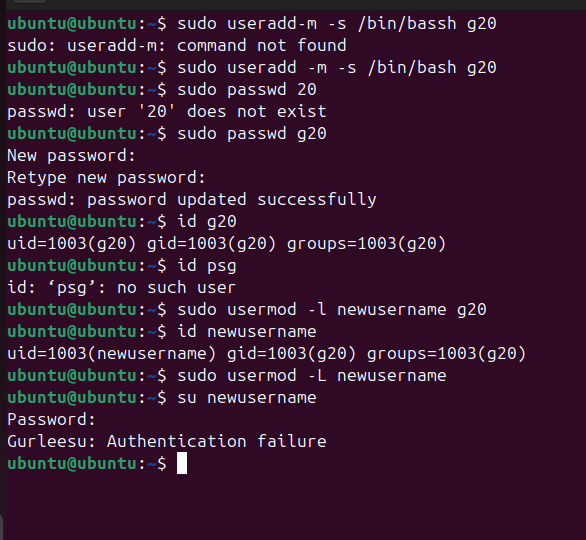 ubuntu@ubuntu:~$ sudo useradd-m -s /bin/bassh g20
sudo: useradd-m: command not found
ubuntu@ubuntu:~$ sudo useradd -m -s /bin/bash g20
ubuntu@ubuntu:~$ sudo passwd 20
passwd: user '20' does not exist
ubuntu@ubuntu:~$ sudo passwd g20
New password:
Retype new password:
passwd: password updated successfully
ubuntu@ubuntu:~$ id g20
uid=1003(g20) gid=1003(g20) groups=1003(g20)
ubuntu@ubuntu:~$ id psg
id: ‘psg’: no such user
ubuntu@ubuntu:~$ sudo usermod -l newusername g20
ubuntu@ubuntu:~$ id newusername
uid=1003(newusername) gid=1003(g20) groups=1003(g20)
ubuntu@ubuntu:~$ sudo usermod -L newusername
ubuntu@ubuntu:~$ su newusername
Password:
Gurleesu: Authentication failure
ubuntu@ubuntu:~$